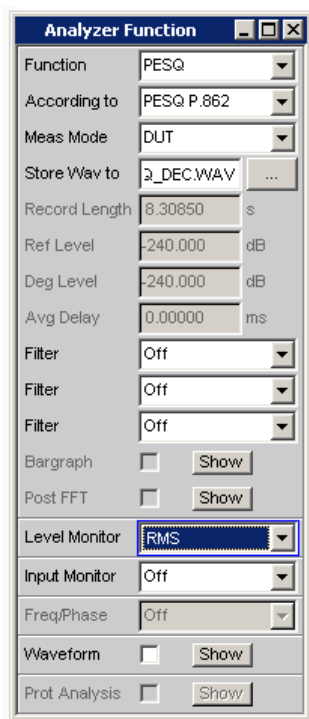 Analyzer Function
Function PESQ
According to PESQ P.862
Meas Mode DUT
Store Wav to Q_DEC.WAV ...
Record Length 8.30850 s
Ref Level -240.000 dB
Deg Level -240.000 dB
Avg Delay 0.00000 ms
Filter Off
Filter Off
Filter Off
Bargraph Show
Post FFT Show
Level Monitor RMS
Input Monitor Off
Freq/Phase Off
Waveform Show
Prot Analysis Show